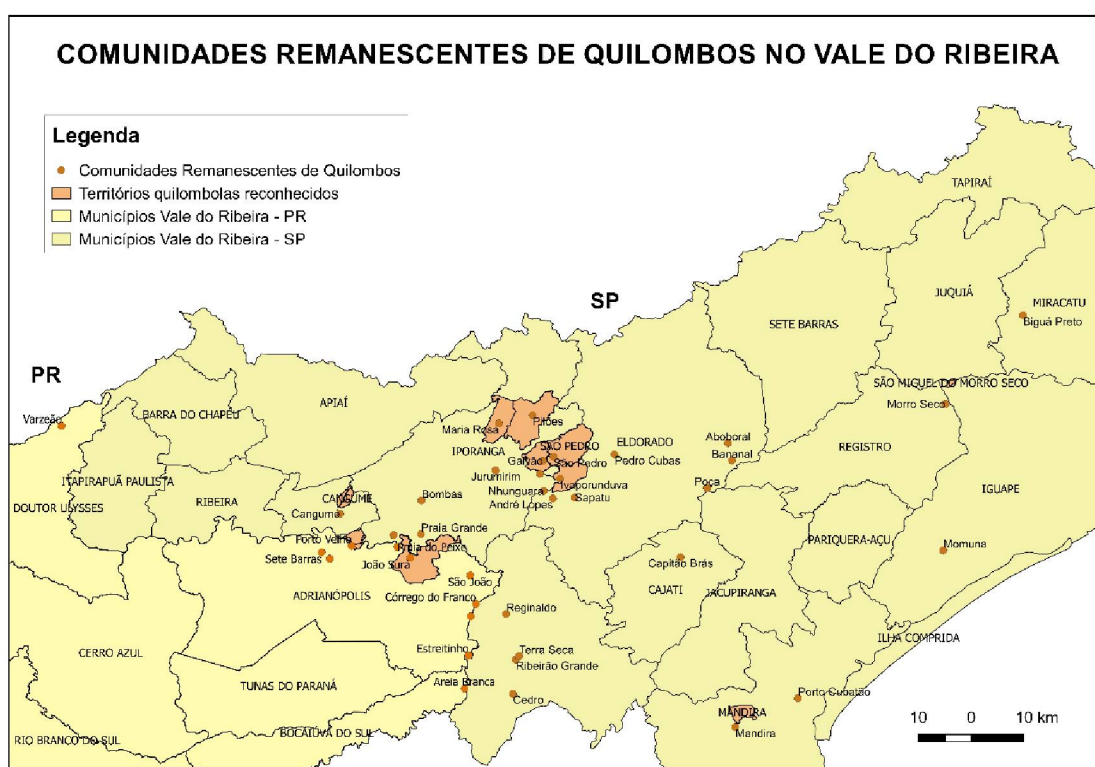 COMUNIDADES REMANESCENTES DE QUILOMBOS NO VALE DO RIBEIRA
Legenda
Comunidades Remanescentes de Quilombos
Territórios quilombolas reconhecidos
Municípios Vale do Ribeira - PR
Municípios Vale do Ribeira - SP
TAPIRAÍ
JUQUIÁ
MIRACATU
Biguá Preto
SP
SETE BARRAS
PR
SÃO MIGUEL DO MORRO SECO
Morro Seco
APIAÍ
BARRA DO CHAPÉU
Varzeão
Maria Rosa
Pilões
IPORANGA
SÃO PEDRO
ELDORADO
Aboboral
REGISTRO
Galvão
São Pedro
Pedro Cubas
Bananal
Jurumirim
ITAPIRAPUÃ PAULISTA
Nhunguara
Ivaporunduva
Poça
IGUAPE
RIBEIRA
CANGUME
Bombas
André Lopes
Sapatu
DOUTOR ULYSSES
Cangume
Praia Grande
Porto Velho
Praia do Peixe
PARIQUERA-AÇU
Momuna
Sete Barras
João Surá
Capitão Brás
São João
CAJATI
JACUPIRANGA
ADRIANÓPOLIS
Córrego do Franco
Reginaldo
ILHA COMPRIDA
CERRO AZUL
Estreitinho
Terra Seca
Ribeirão Grande
TUNAS DO PARANÁ
Areia Branca
Cedro
Porto Cubatão
MANDIRA
Mandira
10 0 10 km
RIO BRANCO DO SUL
BOCAIÚVA DO SUL